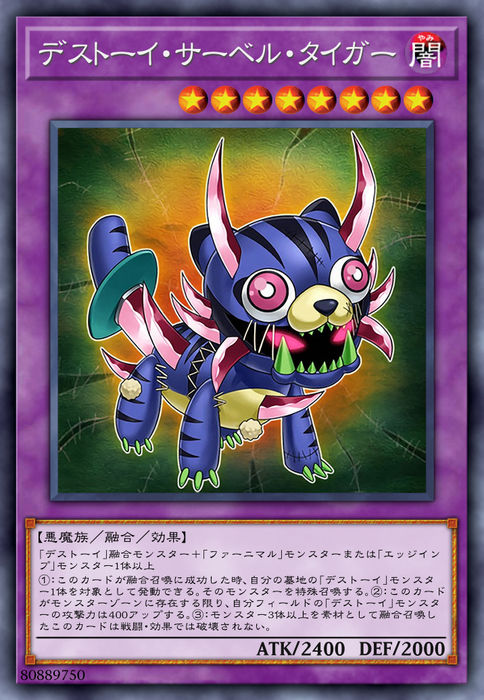 デストーイ・サーベル・タイガー
やみ
闇
【悪魔族／融合／効果】
「デストーイ」融合モンスター＋「ファーニマル」モンスターまたは「エッジイン
プ」モンスター1体以上
①：このカードが融合召喚に成功した時、自分の墓地の「デストーイ」モンスタ
ー1体を対象として発動できる。そのモンスターを特殊召喚する。②：このカード
がモンスターゾーンに存在する限り、自分フィールドの「デストーイ」モンスタ
ーの攻撃力は400アップする。③：モンスター3体以上を素材として融合召喚し
たこのカードは戦闘・効果では破壊されない。
ATK/2400 DEF/2000
80889750